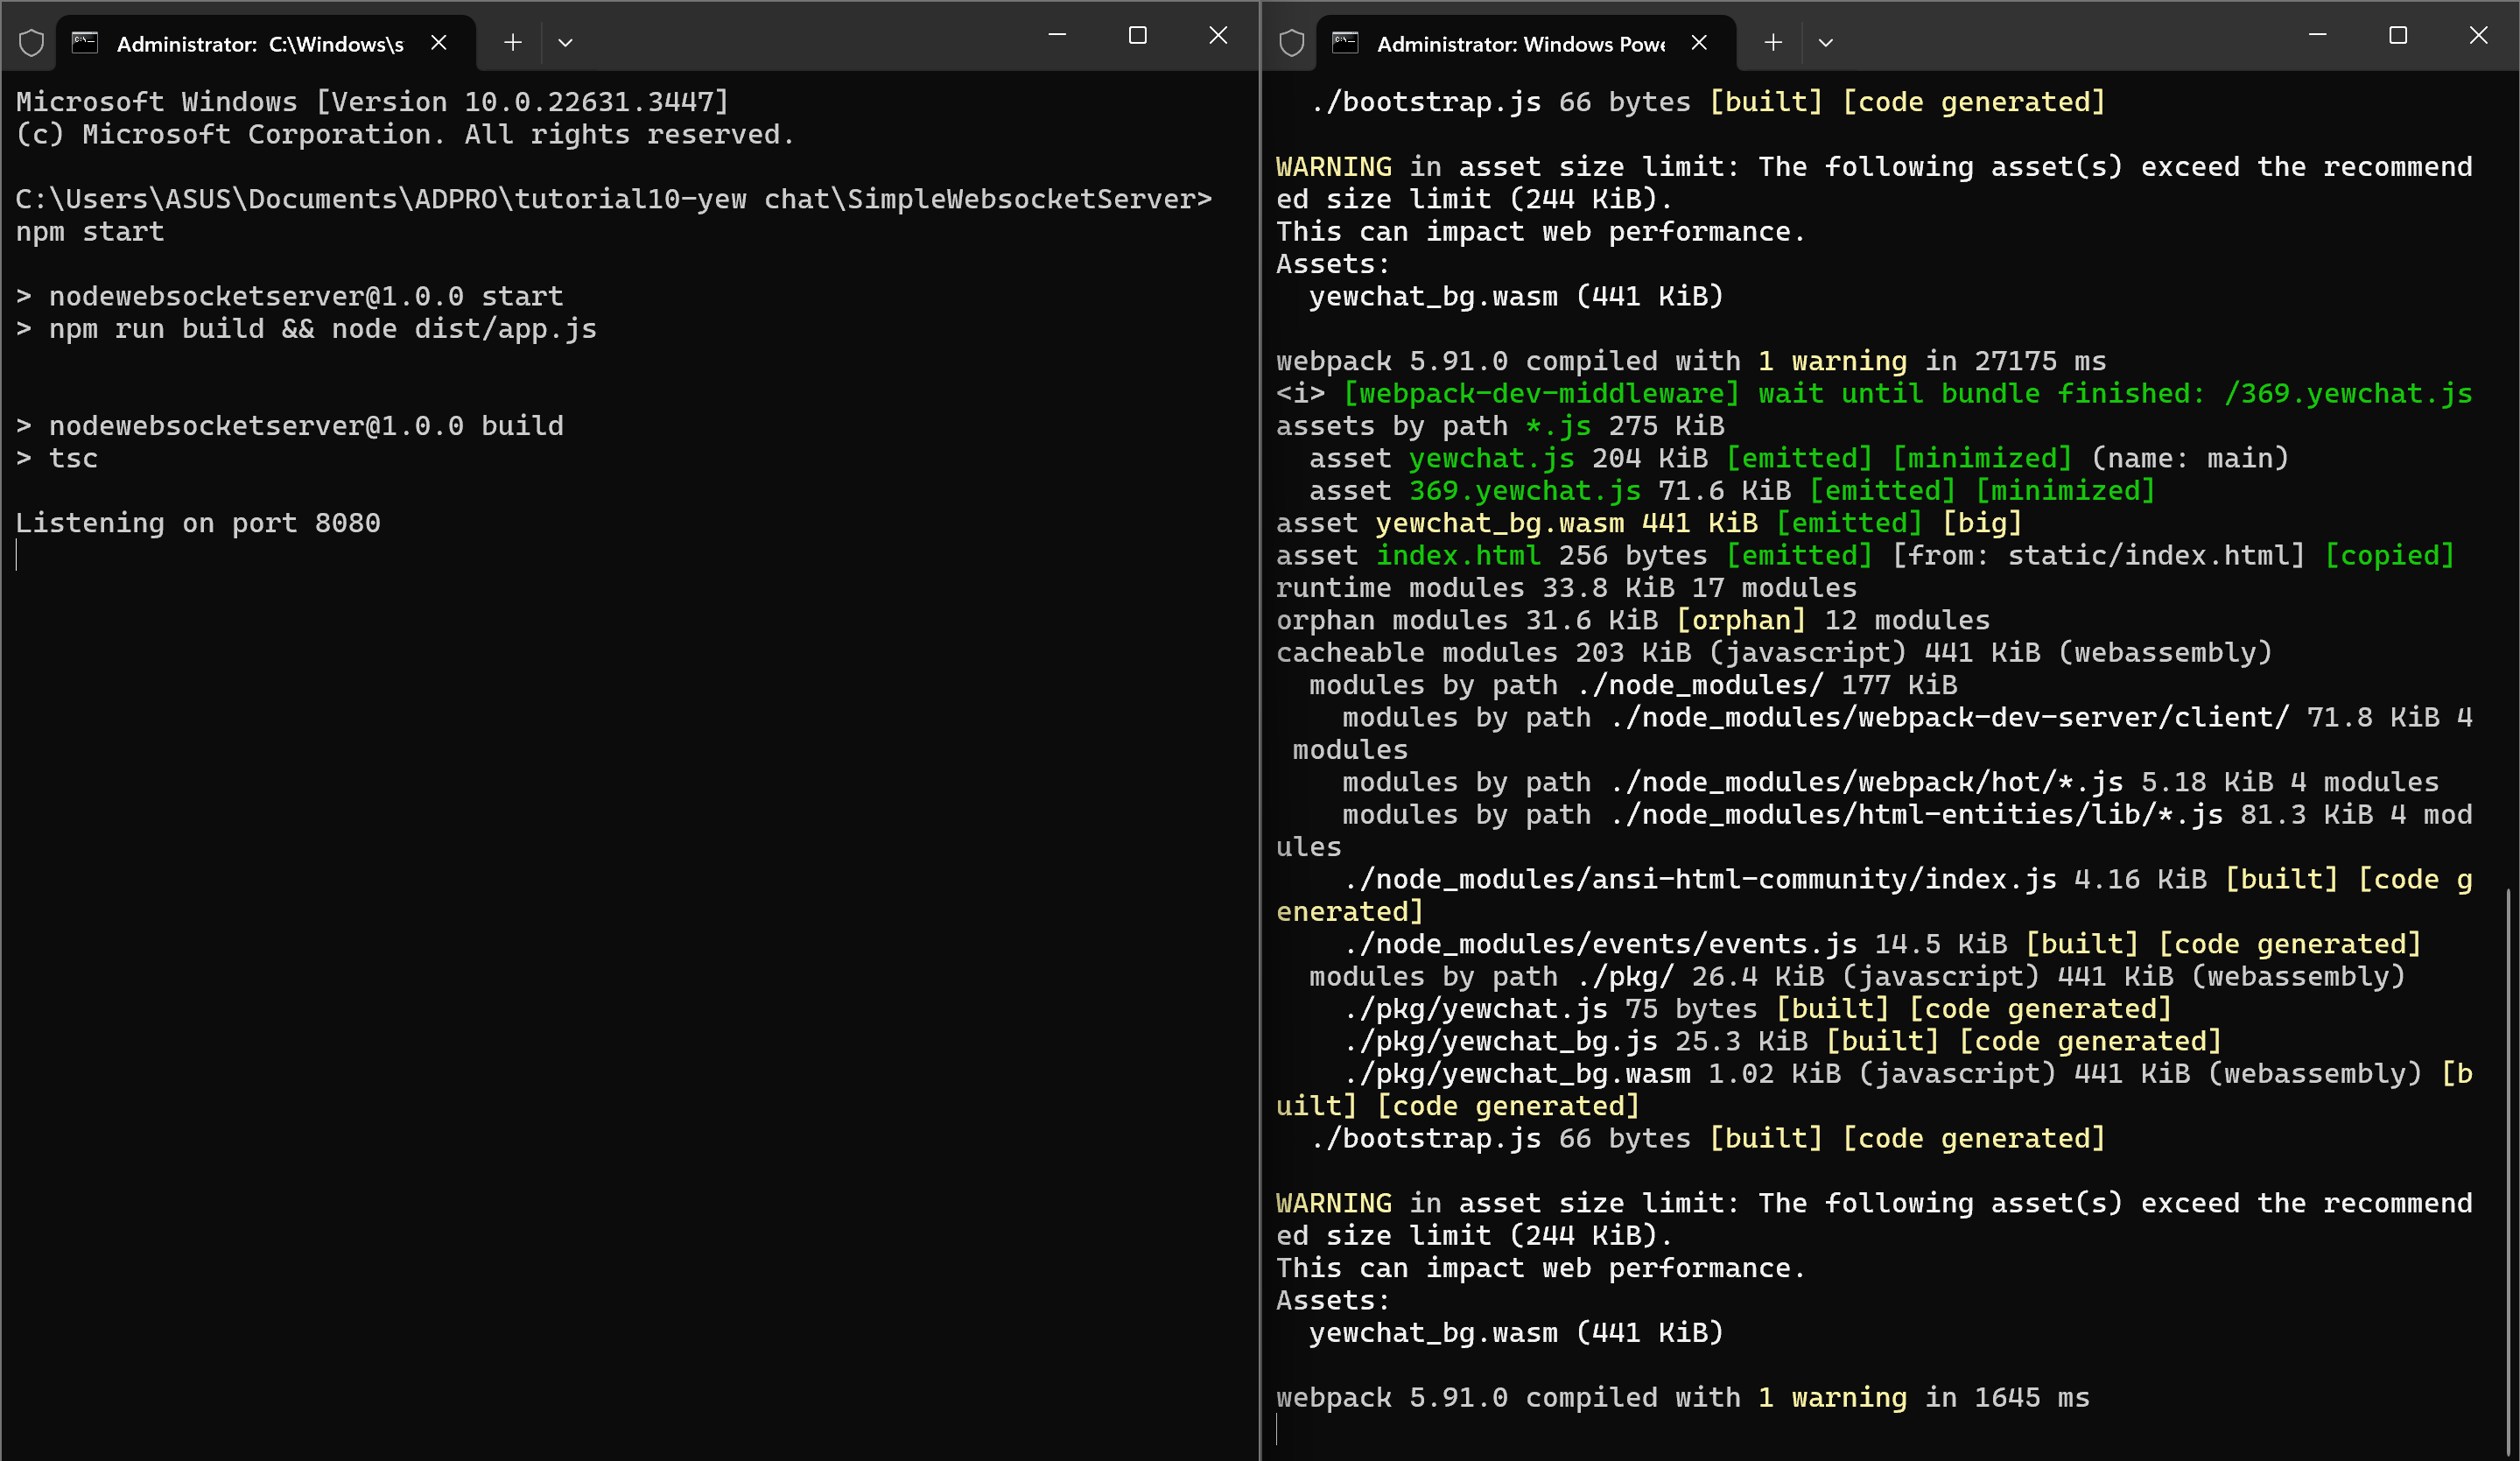 Administrator:  C:\Windows\s
Microsoft Windows [Version 10.0.22631.3447]
(c) Microsoft Corporation. All rights reserved.
C:\Users\ASUS\Documents\ADPRO\tutorial10-yew chat\SimpleWebsocketServer>
npm start
> nodewebsocketserver@1.0.0 start
> npm run build && node dist/app.js
> nodewebsocketserver@1.0.0 build
> tsc
Listening on port 8080
Administrator: Windows Powe
./bootstrap.js 66 bytes [built] [code generated]
WARNING in asset size limit: The following asset(s) exceed the recommend
ed size limit (244 KiB).
This can impact web performance.
Assets:
yewchat_bg.wasm (441 KiB)
webpack 5.91.0 compiled with 1 warning in 27175 ms
<i> [webpack-dev-middleware] wait until bundle finished: /369.yewchat.js
assets by path *.js 275 KiB
asset yewchat.js 204 KiB [emitted] [minimized] (name: main)
asset 369.yewchat.js 71.6 KiB [emitted] [minimized]
asset yewchat_bg.wasm 441 KiB [emitted] [big]
asset index.html 256 bytes [emitted] [from: static/index.html] [copied]
runtime modules 33.8 KiB 17 modules
orphan modules 31.6 KiB [orphan] 12 modules
cacheable modules 203 KiB (javascript) 441 KiB (webassembly)
modules by path ./node_modules/ 177 KiB
modules by path ./node_modules/webpack-dev-server/client/ 71.8 KiB 4
modules
modules by path ./node_modules/webpack/hot/*.js 5.18 KiB 4 modules
modules by path ./node_modules/html-entities/lib/*.js 81.3 KiB 4 mod
ules
./node_modules/ansi-html-community/index.js 4.16 KiB [built] [code g
enerated]
./node_modules/events/events.js 14.5 KiB [built] [code generated]
modules by path ./pkg/ 26.4 KiB (javascript) 441 KiB (webassembly)
./pkg/yewchat.js 75 bytes [built] [code generated]
./pkg/yewchat_bg.js 25.3 KiB [built] [code generated]
./pkg/yewchat_bg.wasm 1.02 KiB (javascript) 441 KiB (webassembly) [b
uilt] [code generated]
./bootstrap.js 66 bytes [built] [code generated]
WARNING in asset size limit: The following asset(s) exceed the recommend
ed size limit (244 KiB).
This can impact web performance.
Assets:
yewchat_bg.wasm (441 KiB)
webpack 5.91.0 compiled with 1 warning in 1645 ms